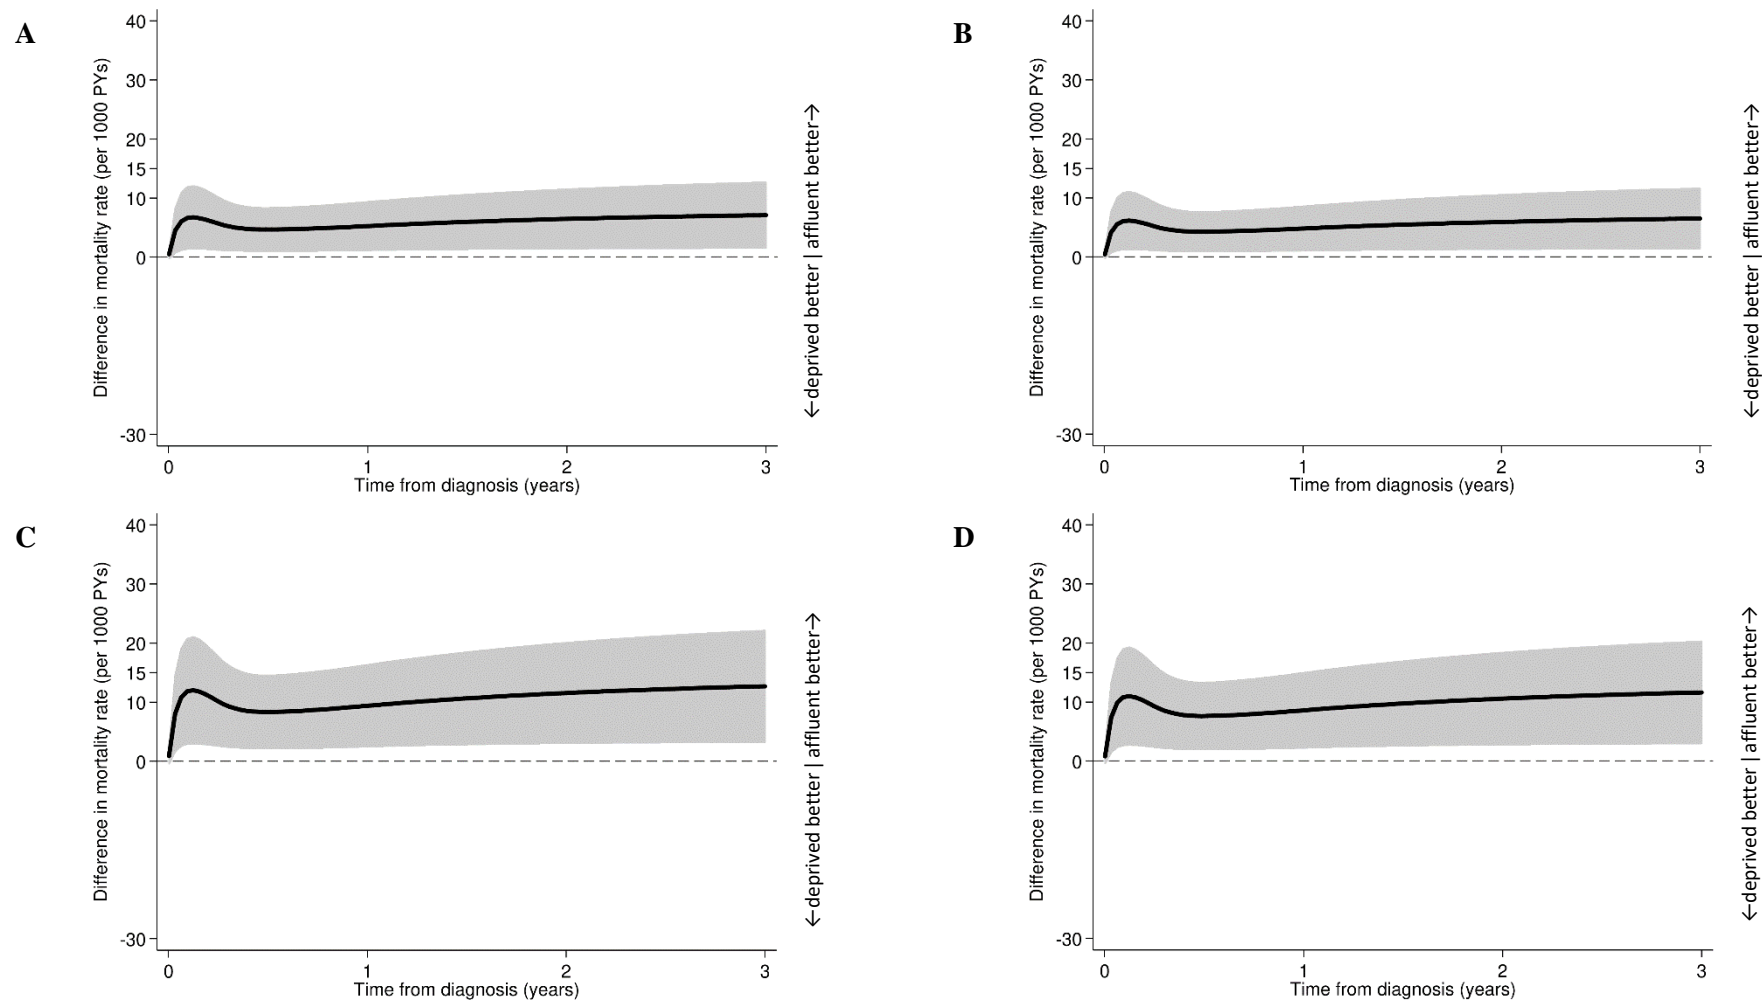 A
Difference in mortality rate (per 1000 PYs)
40
30
20
15
10
0
-30
0 1 2 3
Time from diagnosis (years)
←deprived better | affluent better→
B
Difference in mortality rate (per 1000 PYs)
40
30
20
15
10
0
-30
0 1 2 3
Time from diagnosis (years)
←deprived better | affluent better→
C
Difference in mortality rate (per 1000 PYs)
40
30
20
15
10
0
-30
0 1 2 3
Time from diagnosis (years)
←deprived better | affluent better→
D
Difference in mortality rate (per 1000 PYs)
40
30
20
15
10
0
-30
0 1 2 3
Time from diagnosis (years)
←deprived better | affluent better→